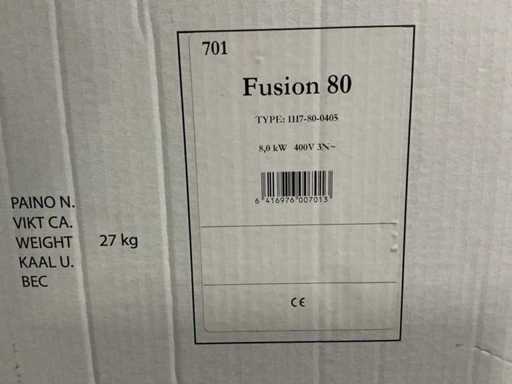 701
Fusion 80
TYPE: 1117-80-0405
8,0 kW 400V 3N~
6 416976 007013
PAINO N.
VIKT CA.
WEIGHT 27 kg
KAAL U.
BEC
CE